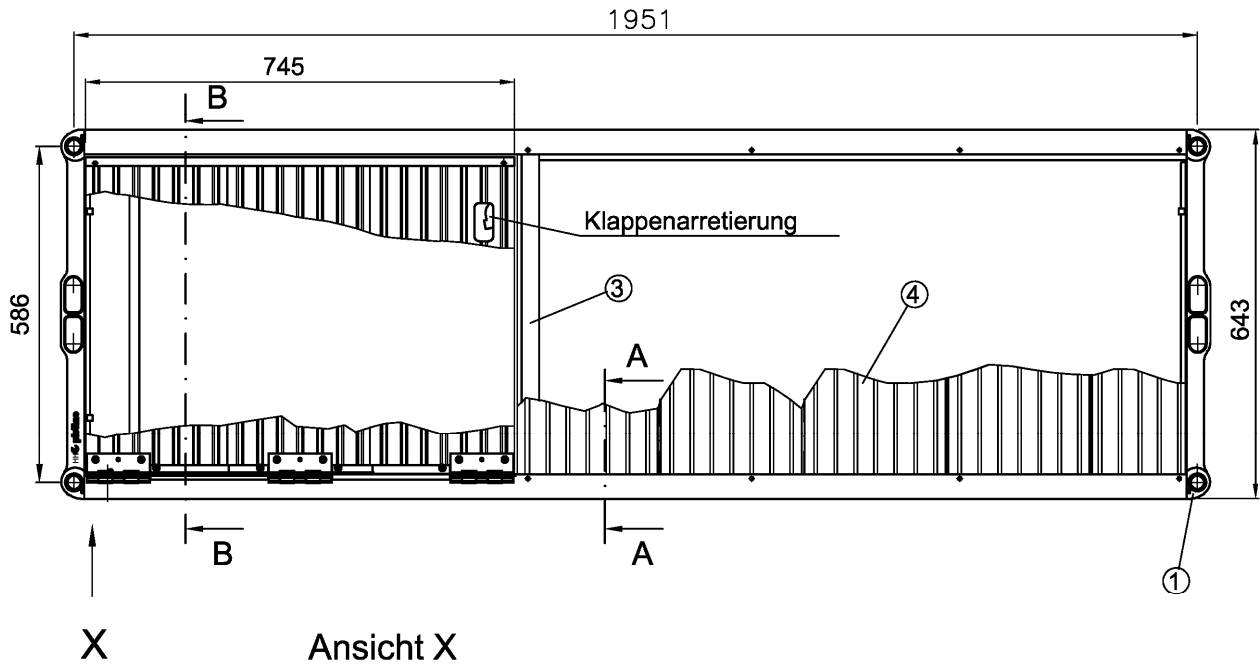 1951
745
B
Klappenarretierung
586
3
4
643
A
B
A
1
X
Ansicht X